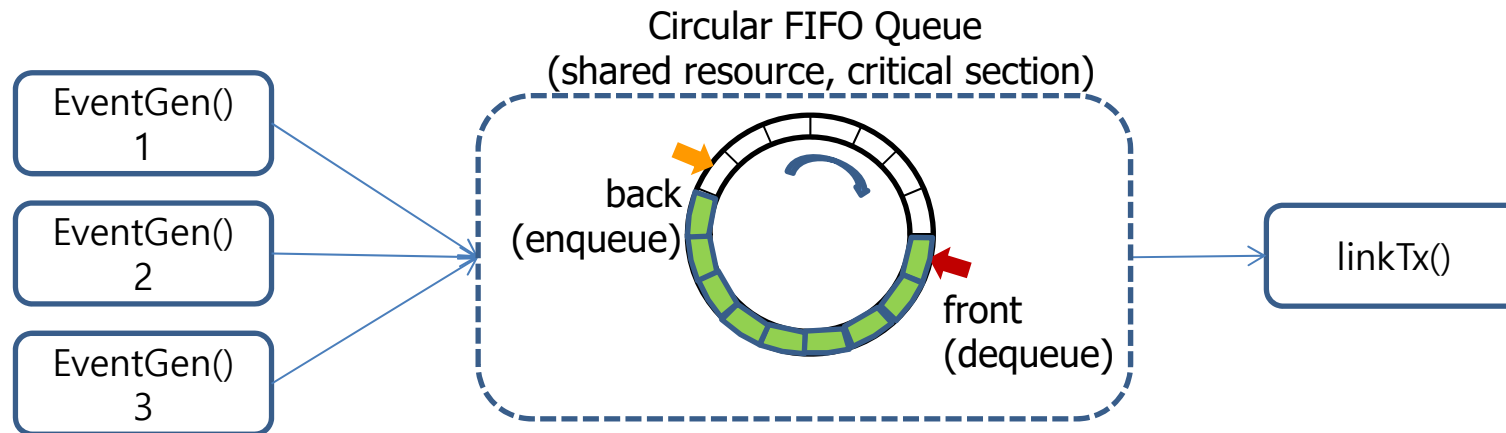 Circular FIFO Queue
(shared resource, critical section)
EventGen()
1
EventGen()
2
EventGen()
3
back
(enqueue)
front
(dequeue)
linkTx()